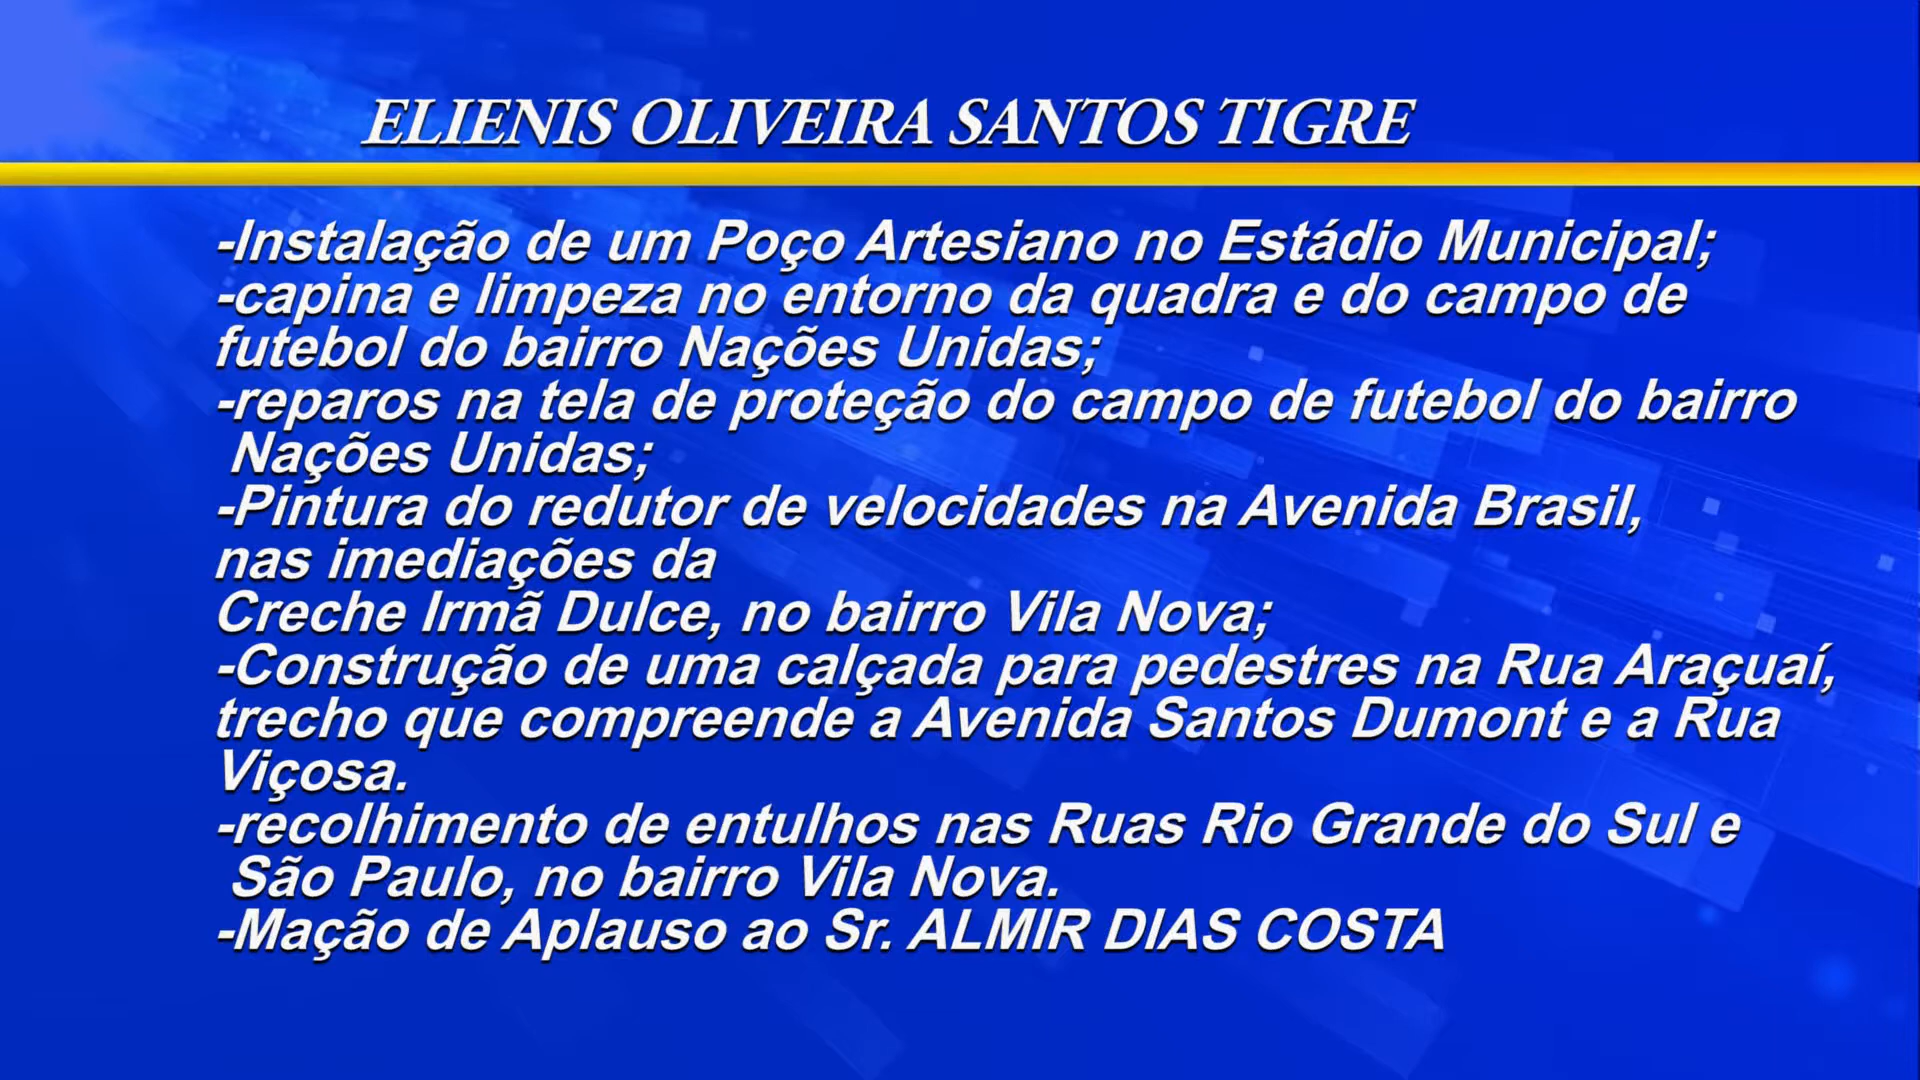 ELIENIS OLIVEIRA SANTOS TIGRE
-Instalação de um Poço Artesiano no Estádio Municipal;
-capina e limpeza no entorno da quadra e do campo de
futebol do bairro Nações Unidas;
-reparos na tela de proteção do campo de futebol do bairro
Nações Unidas;
-Pintura do redutor de velocidades na Avenida Brasil,
nas imediações da
Creche Irmã Dulce, no bairro Vila Nova;
-Construção de uma calçada para pedestres na Rua Araçuaí,
trecho que compreende a Avenida Santos Dumont e a Rua
Viçosa.
-recolhimento de entulhos nas Ruas Rio Grande do Sul e
São Paulo, no bairro Vila Nova.
-Mação de Aplauso ao Sr. ALMIR DIAS COSTA